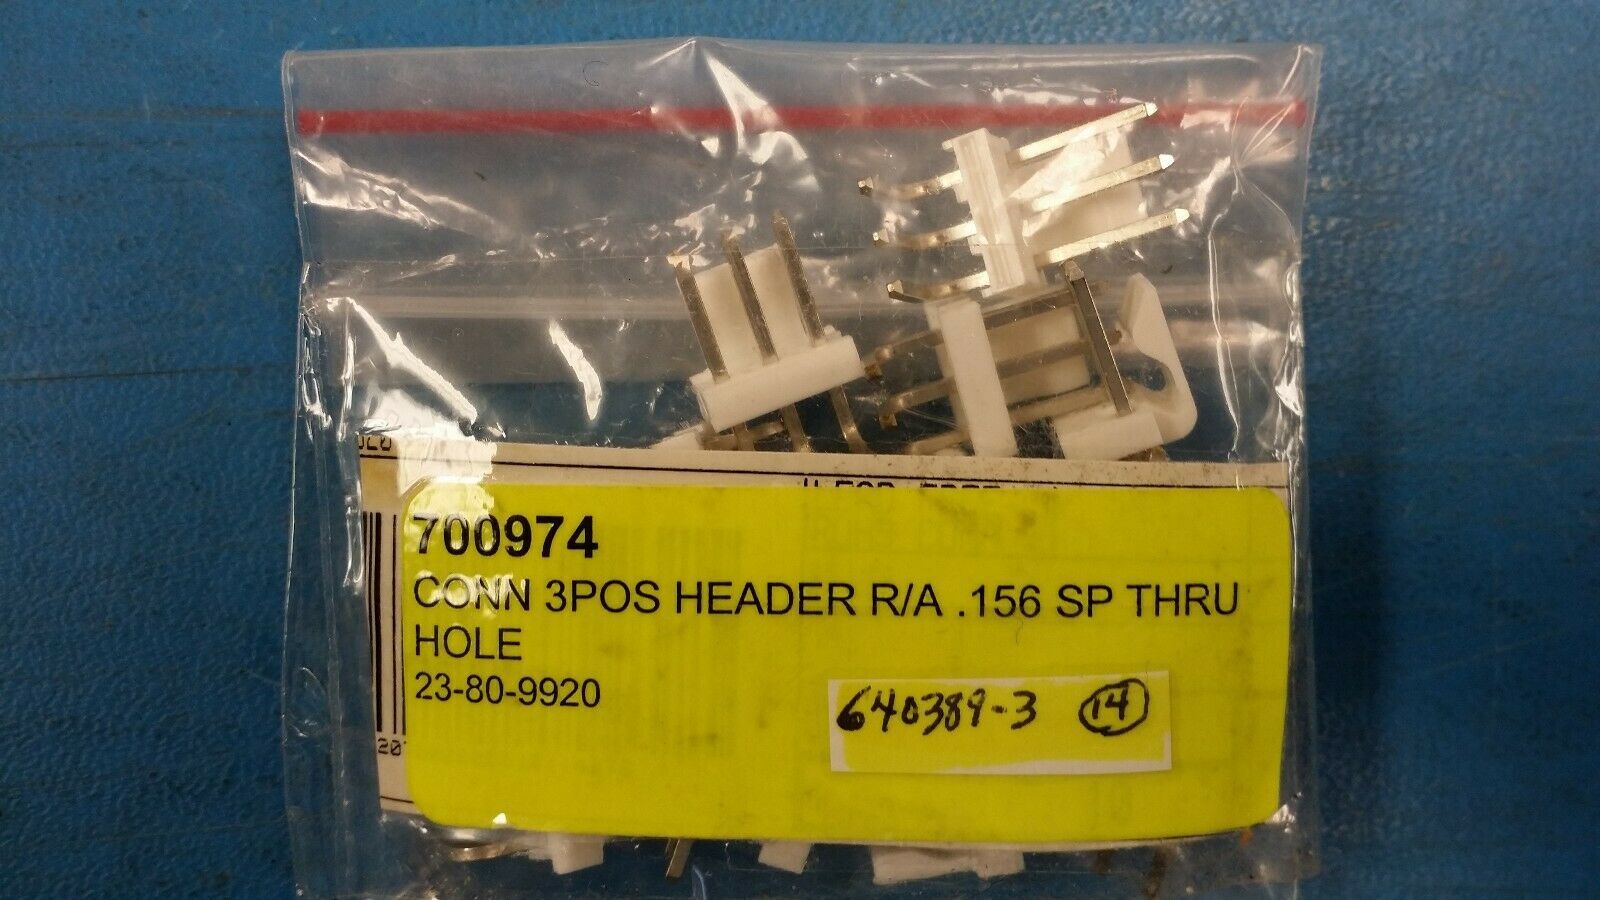 700974
CONN 3POS HEADER R/A .156 SP THRU
HOLE
23-80-9920
640389-3 14